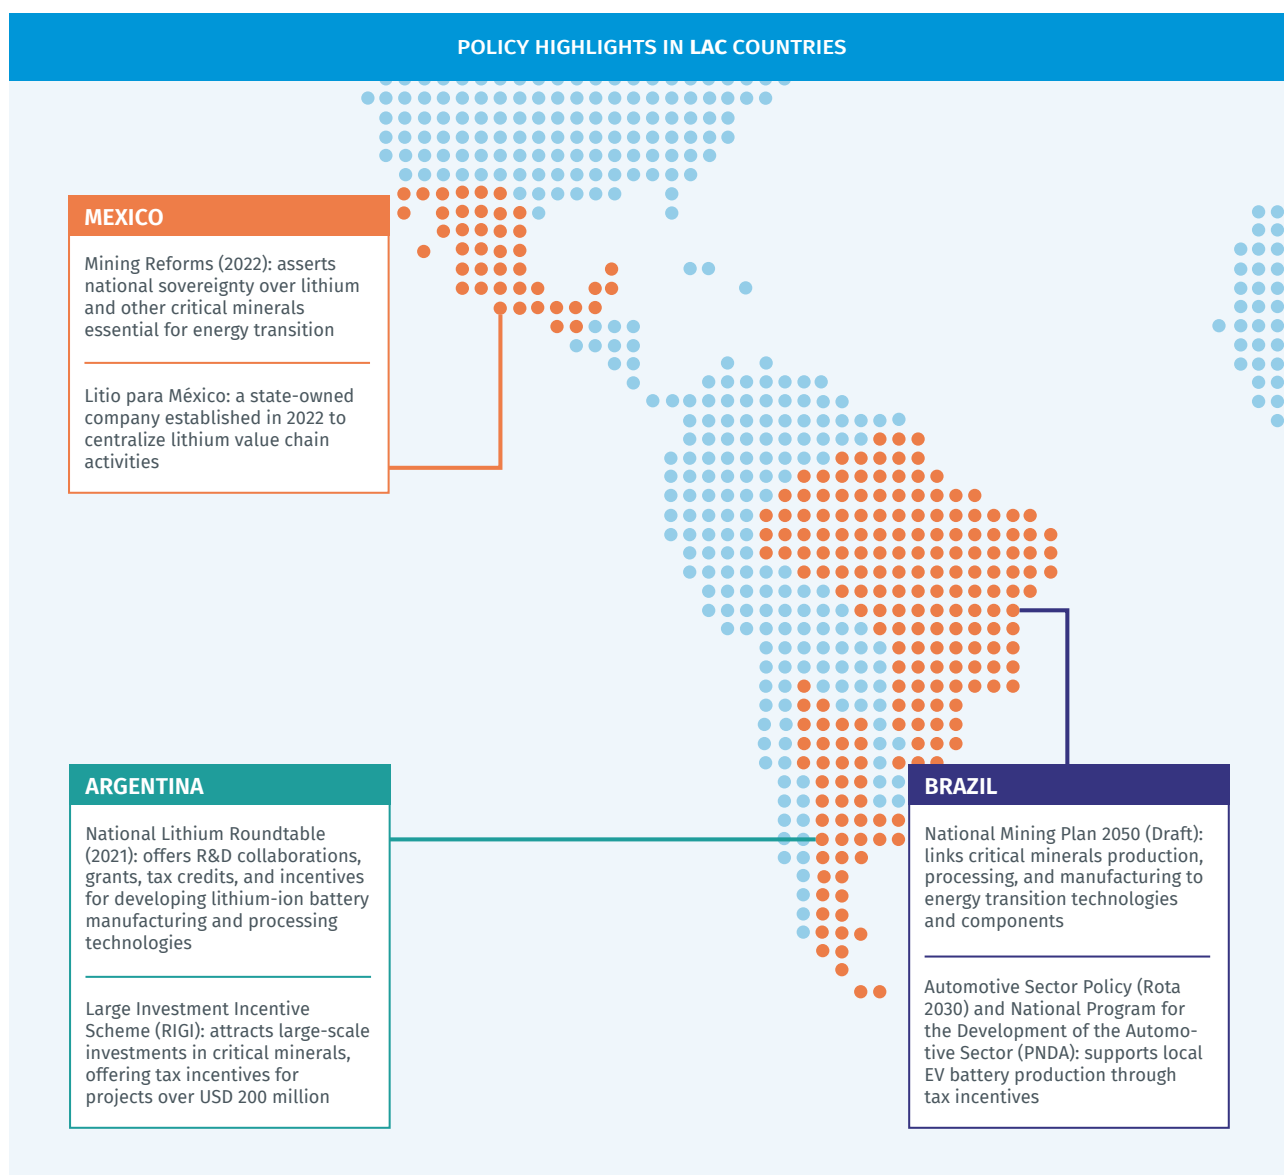 POLICY HIGHLIGHTS IN LAC COUNTRIES
MEXICO
Mining Reforms (2022): asserts
national sovereignty over lithium
and other critical minerals
essential for energy transition
Litio para México: a state-owned
company established in 2022 to
centralize lithium value chain
activities
ARGENTINA
National Lithium Roundtable
(2021): offers R&D collaborations,
grants, tax credits, and incentives
for developing lithium-ion battery
manufacturing and processing
technologies
Large Investment Incentive
Scheme (RIGI): attracts large-scale
investments in critical minerals,
offering tax incentives for
projects over USD 200 million
BRAZIL
National Mining Plan 2050 (Draft):
links critical minerals production,
processing, and manufacturing to
energy transition technologies
and components
Automotive Sector Policy (Rota
2030) and National Program for
the Development of the Automo-
tive Sector (PNDA): supports local
EV battery production through
tax incentives